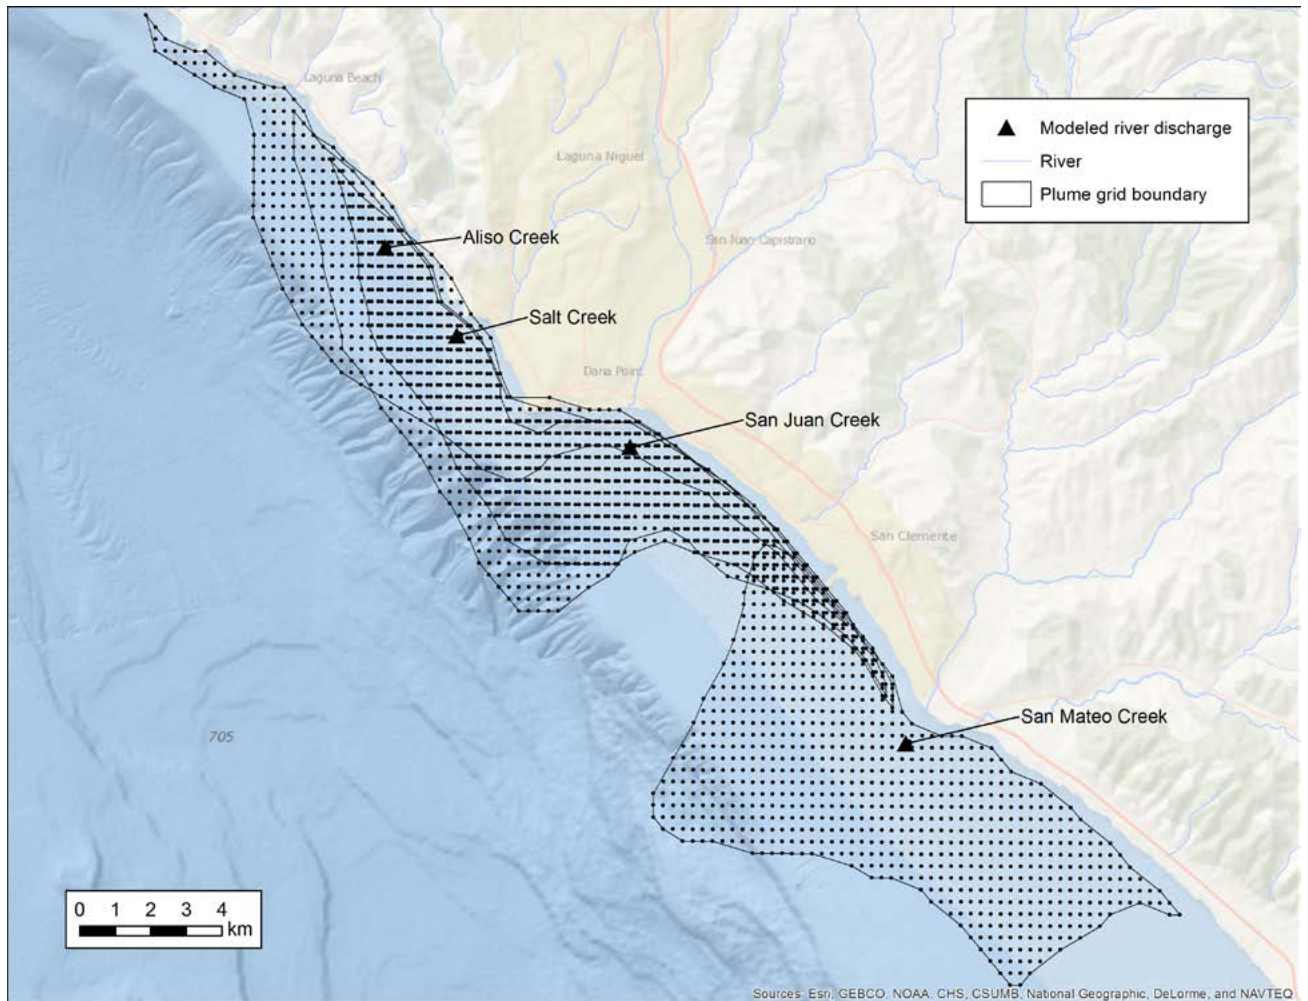 Laguna Beach
Modeled river discharge
River
Plume grid boundary
Laguna Niguel
Aliso Creek
San Juan Capistrano
Salt Creek
Dana Point
San Juan Creek
San Clemente
San Mateo Creek
705
0 1 2 3 4
km
Sources: Esri, GEBCO, NOAA, CHS, CSUMB, National Geographic, DeLorme, and NAVTEQ